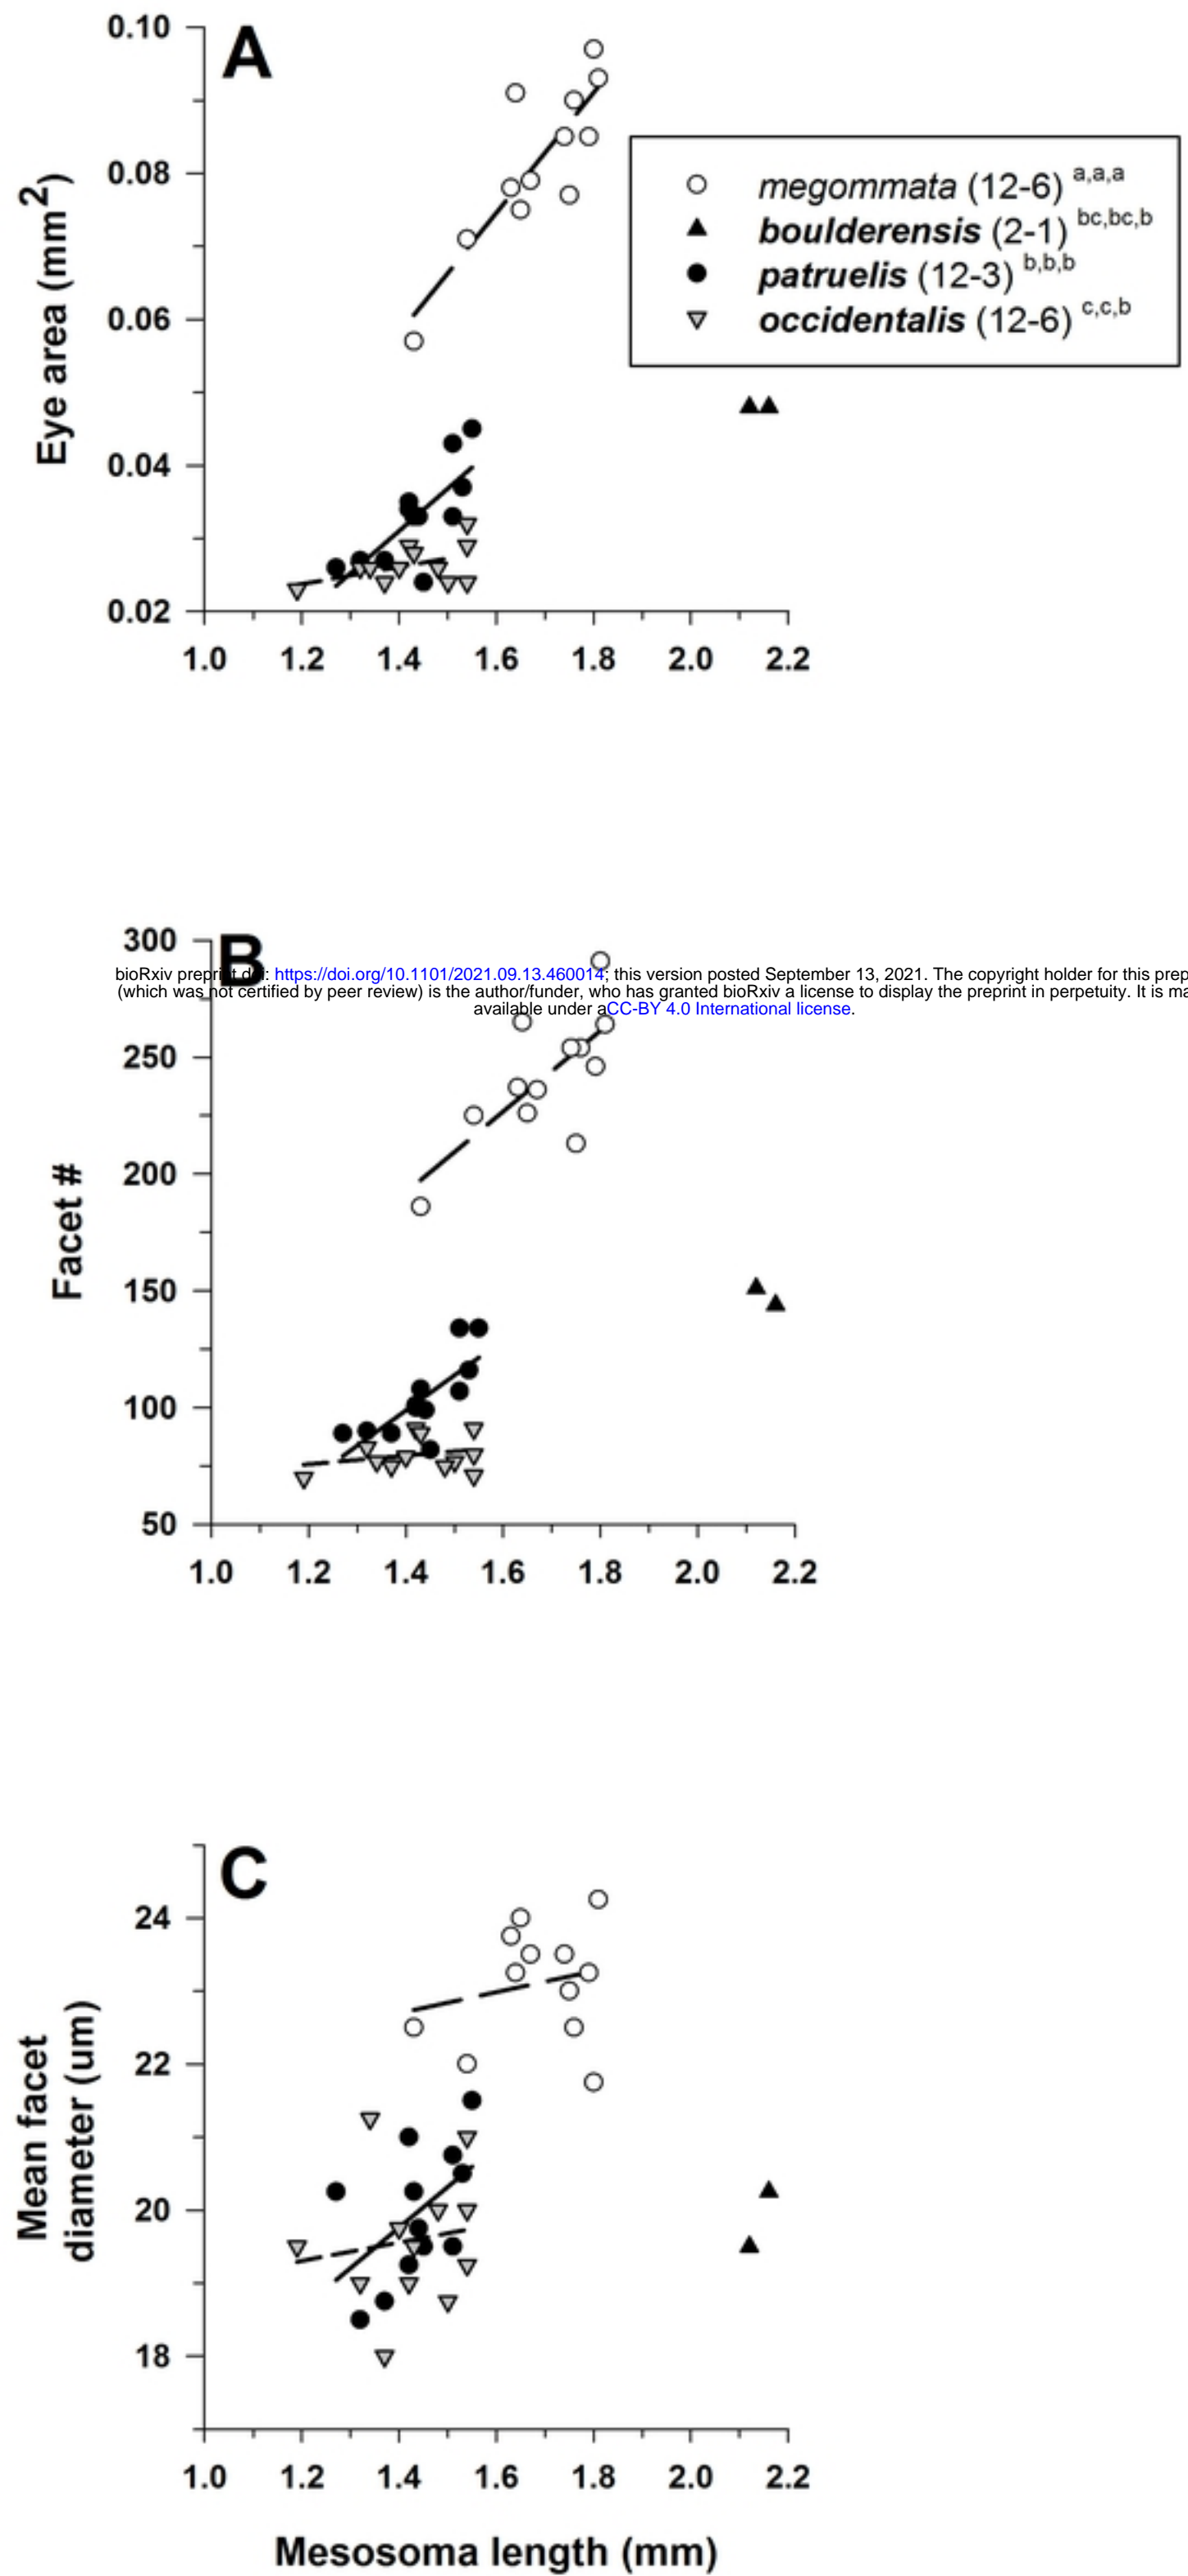 0.10
A
0.08
0.06
0.04
0.02
Eye area (mm2)
megommata (12-6) a,a,a
boulderensis (2-1) bc,bc,b
patruelis (12-3) b,b,b
occidentalis (12-6) c,c,b
1.0 1.2 1.4 1.6 1.8 2.0 2.2
300
B
bioRxiv preprint doi: https://doi.org/10.1101/2021.09.13.460014; this version posted September 13, 2021. The copyright holder for this prep
(which was not certified by peer review) is the author/funder, who has granted bioRxiv a license to display the preprint in perpetuity. It is ma
available under aCC-BY 4.0 International license.
250
200
150
100
50
Facet #
1.0 1.2 1.4 1.6 1.8 2.0 2.2
C
24
22
20
18
Mean facet
diameter (um)
1.0 1.2 1.4 1.6 1.8 2.0 2.2
Mesosoma length (mm)